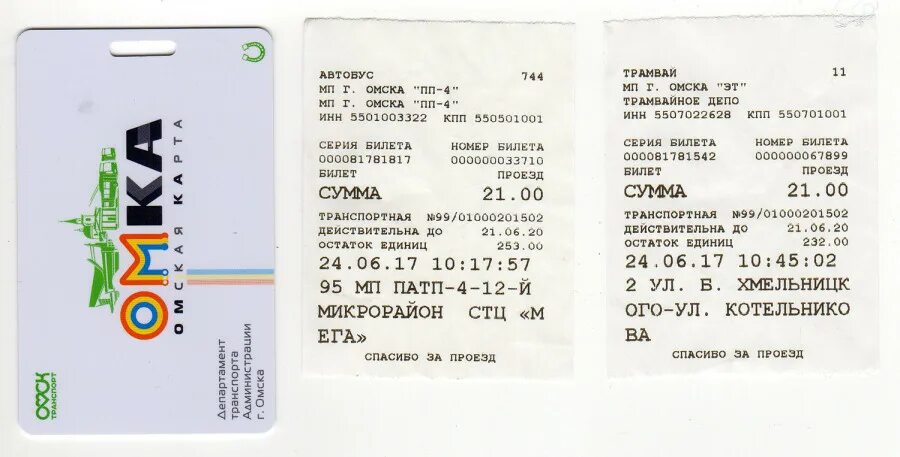 ОМКА
ОМСКАЯ КАРТА
ОМСК
ТРАНСПОРТ
Департамент
транспорта
Администрации
г. Омска
АВТОБУС 744
МП Г. ОМСКА "ПП-4"
МП Г. ОМСКА "ПП-4"
ИНН 5501003322 КПП 550501001
СЕРИЯ БИЛЕТА НОМЕР БИЛЕТА
000081781817 000000033710
БИЛЕТ ПРОЕЗД
СУММА 21.00
ТРАНСПОРТНАЯ №99/01000201502
ДЕЙСТВИТЕЛЬНА ДО 21.06.20
ОСТАТОК ЕДИНИЦ 253.00
24.06.17 10:17:57
95 МП ПАТП-4-12-Й
МИКРОРАЙОН СТЦ «М
ЕГА»
СПАСИБО ЗА ПРОЕЗД
ТРАМВАЙ 11
МП Г. ОМСКА "ЭТ"
ТРАМВАЙНОЕ ДЕПО
ИНН 5507022628 КПП 550701001
СЕРИЯ БИЛЕТА НОМЕР БИЛЕТА
000081781542 000000067899
БИЛЕТ ПРОЕЗД
СУММА 21.00
ТРАНСПОРТНАЯ №99/01000201502
ДЕЙСТВИТЕЛЬНА ДО 21.06.20
ОСТАТОК ЕДИНИЦ 232.00
24.06.17 10:45:02
2 УЛ. Б. ХМЕЛЬНИЦК
ОГО-УЛ. КОТЕЛЬНИКО
ВА
СПАСИБО ЗА ПРОЕЗД